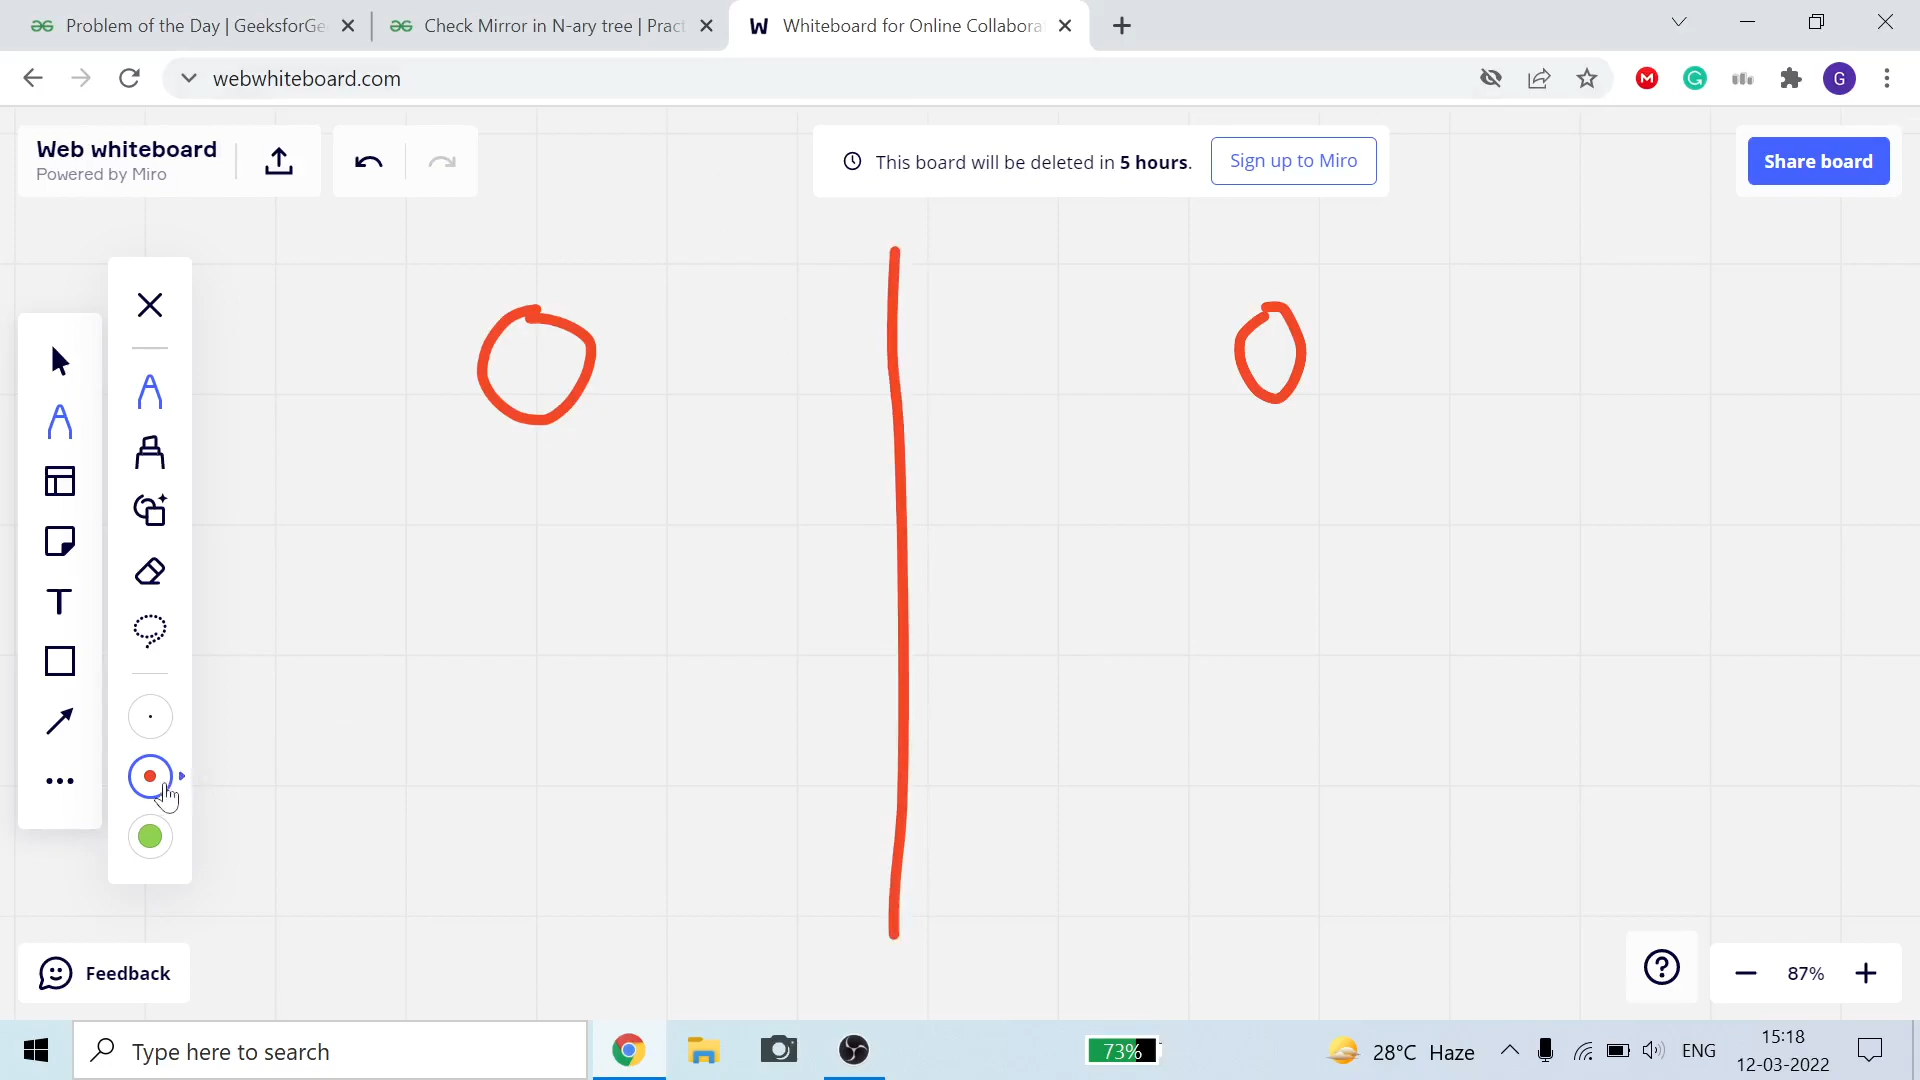 Problem of the Day | GeeksforGe
Check Mirror in N-ary tree | Pract
Whiteboard for Online Collabora
webwhiteboard.com
G
Web whiteboard
Powered by Miro
This board will be deleted in 5 hours.
Sign up to Miro
Share board
T
Feedback
87%
Type here to search
73%
28°C Haze
ENG
15:18
12-03-2022